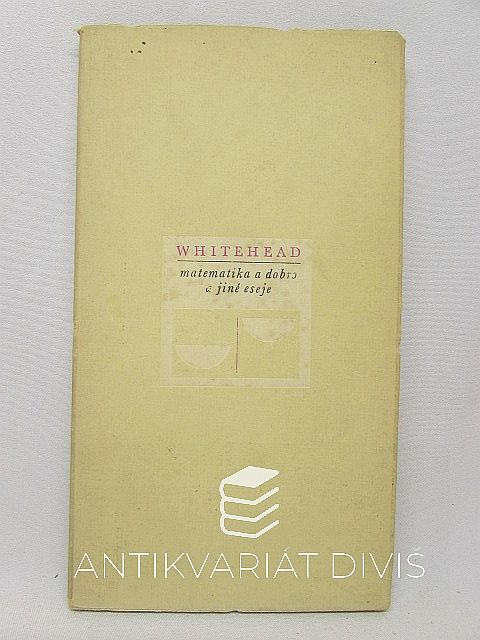 WHITEHEAD
matematika a dobro
a jiné eseje
ANTIKVARIÁT DIVIŠ